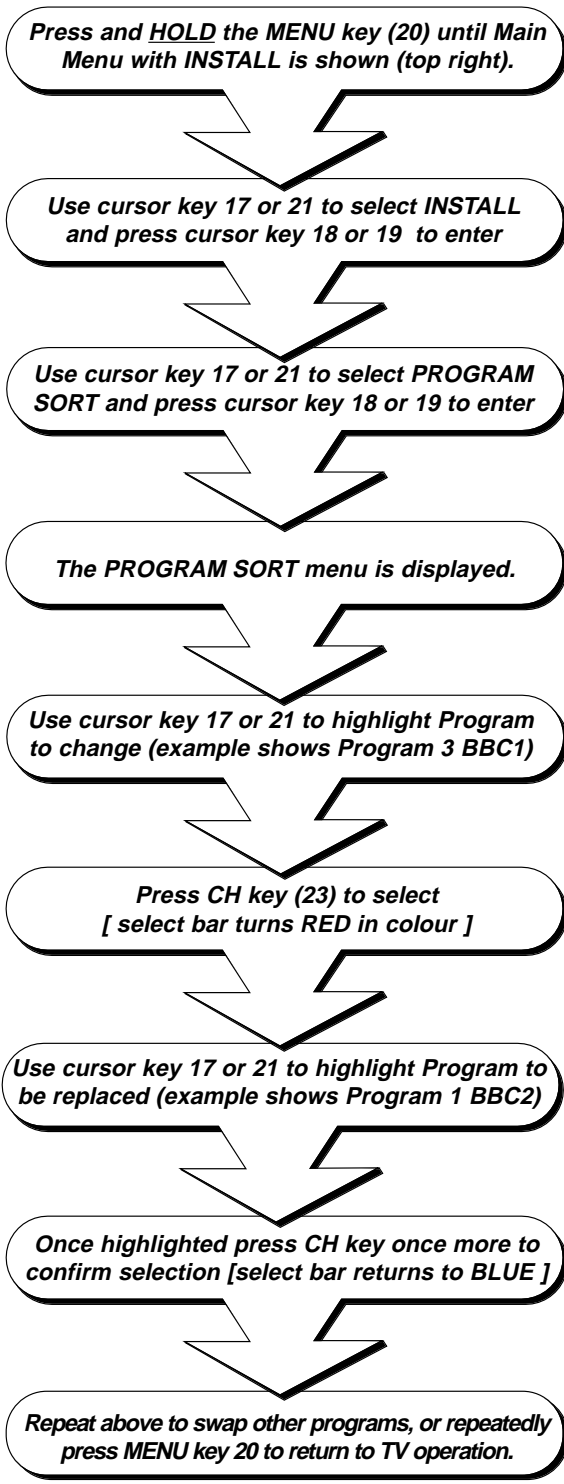 Press and HOLD the MENU key (20) until Main
Menu with INSTALL is shown (top right).
Use cursor key 17 or 21 to select INSTALL
and press cursor key 18 or 19 to enter
Use cursor key 17 or 21 to select PROGRAM
SORT and press cursor key 18 or 19 to enter
The PROGRAM SORT menu is displayed.
Use cursor key 17 or 21 to highlight Program
to change (example shows Program 3 BBC1)
Press CH key (23) to select
[ select bar turns RED in colour ]
Use cursor key 17 or 21 to highlight Program to
be replaced (example shows Program 1 BBC2)
Once highlighted press CH key once more to
confirm selection [select bar returns to BLUE ]
Repeat above to swap other programs, or repeatedly
press MENU key 20 to return to TV operation.